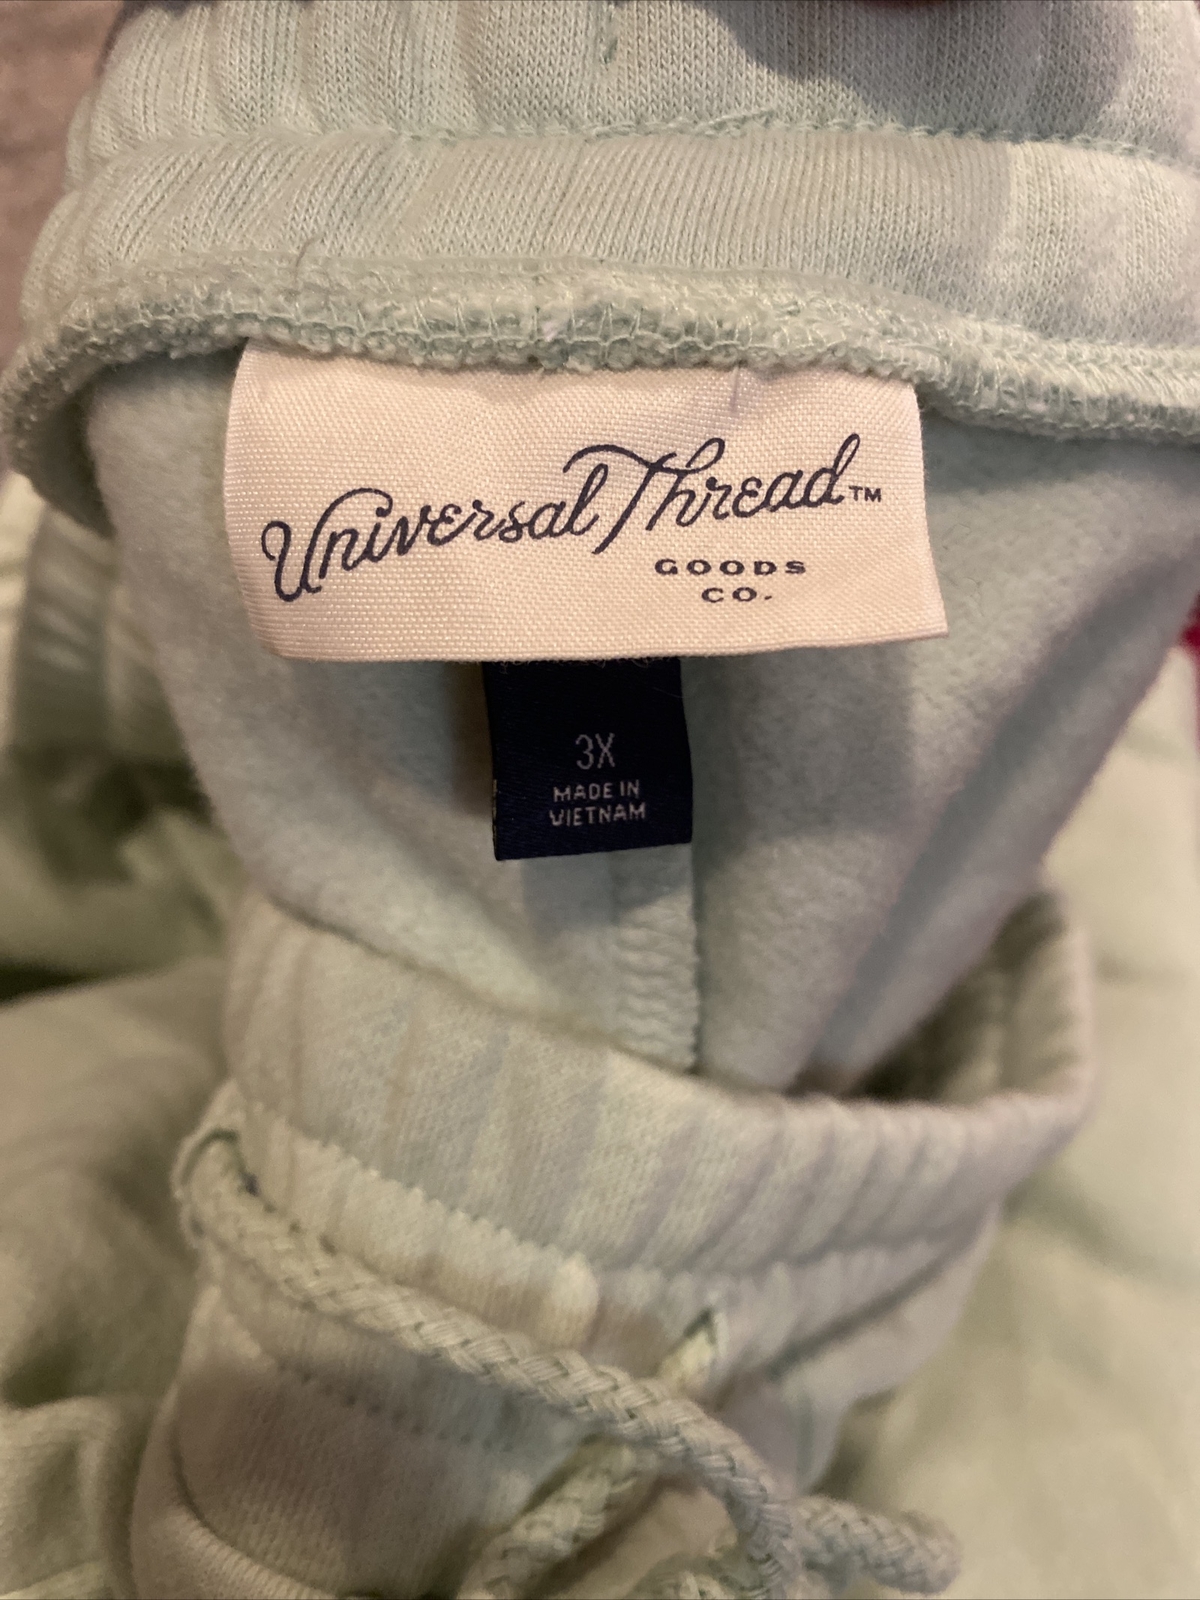 Universal Thread™
GOODS
CO.
3X
MADE IN
VIETNAM